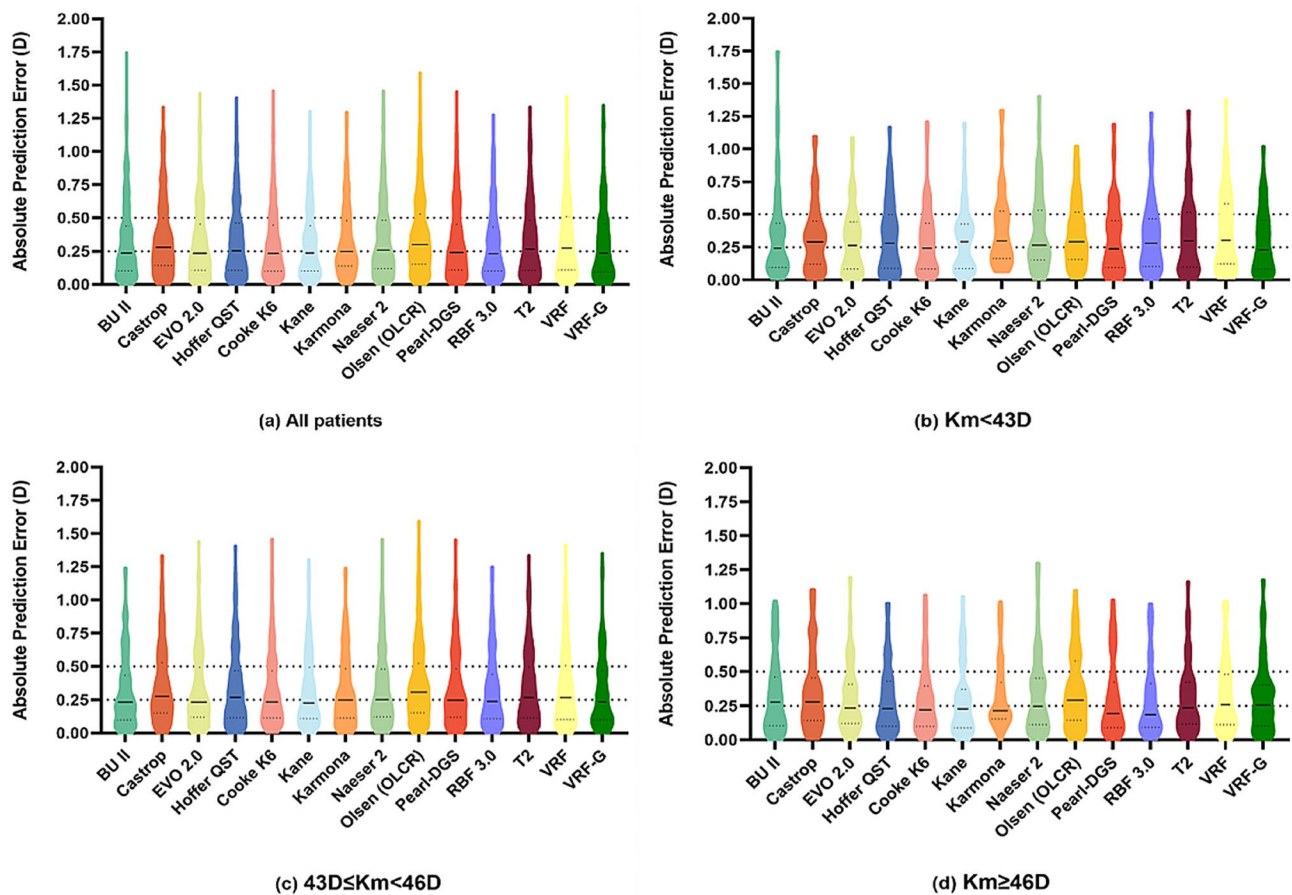 Absolute Prediction Error (D)
2.00
1.75
1.50
1.25
1.00
0.75
0.50
0.25
0.00
BU II
Castrop
EVO 2.0
Hoffer QST
Cooke K6
Kane
Karmona
Naeser 2
Olsen (OLCR)
Pearl-DGS
RBF 3.0
T2
VRF
VRF-G
(a) All patients
Absolute Prediction Error (D)
2.00
1.75
1.50
1.25
1.00
0.75
0.50
0.25
0.00
BU II
Castrop
EVO 2.0
Hoffer QST
Cooke K6
Kane
Karmona
Naeser 2
Olsen (OLCR)
Pearl-DGS
RBF 3.0
T2
VRF
VRF-G
(b) Km<43D
Absolute Prediction Error (D)
2.00
1.75
1.50
1.25
1.00
0.75
0.50
0.25
0.00
BU II
Castrop
EVO 2.0
Hoffer QST
Cooke K6
Kane
Karmona
Naeser 2
Olsen (OLCR)
Pearl-DGS
RBF 3.0
T2
VRF
VRF-G
(c) 43D≤Km<46D
Absolute Prediction Error (D)
2.00
1.75
1.50
1.25
1.00
0.75
0.50
0.25
0.00
BU II
Castrop
EVO 2.0
Hoffer QST
Cooke K6
Kane
Karmona
Naeser 2
Olsen (OLCR)
Pearl-DGS
RBF 3.0
T2
VRF
VRF-G
(d) Km≥46D